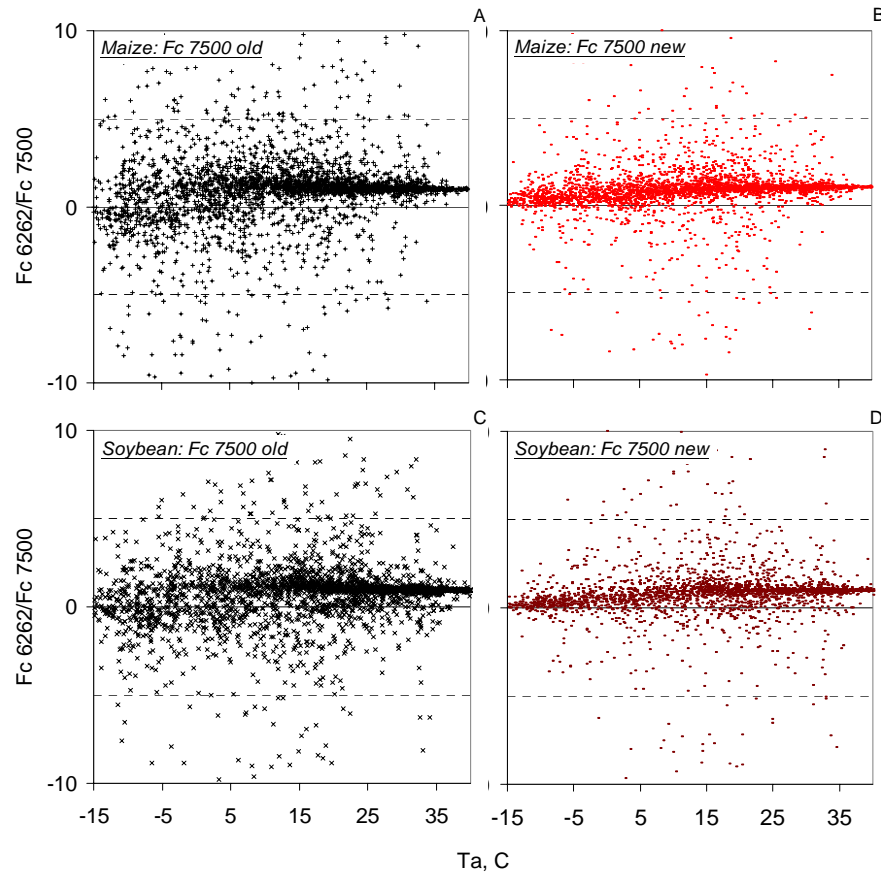 A
B
10
Maize: Fc 7500 old
Maize: Fc 7500 new
Fc 6262/Fc 7500
0
-10
C
D
10
Soybean: Fc 7500 old
Soybean: Fc 7500 new
Fc 6262/Fc 7500
0
-10
-15 -5 5 15 25 35
-15 -5 5 15 25 35
Ta, C